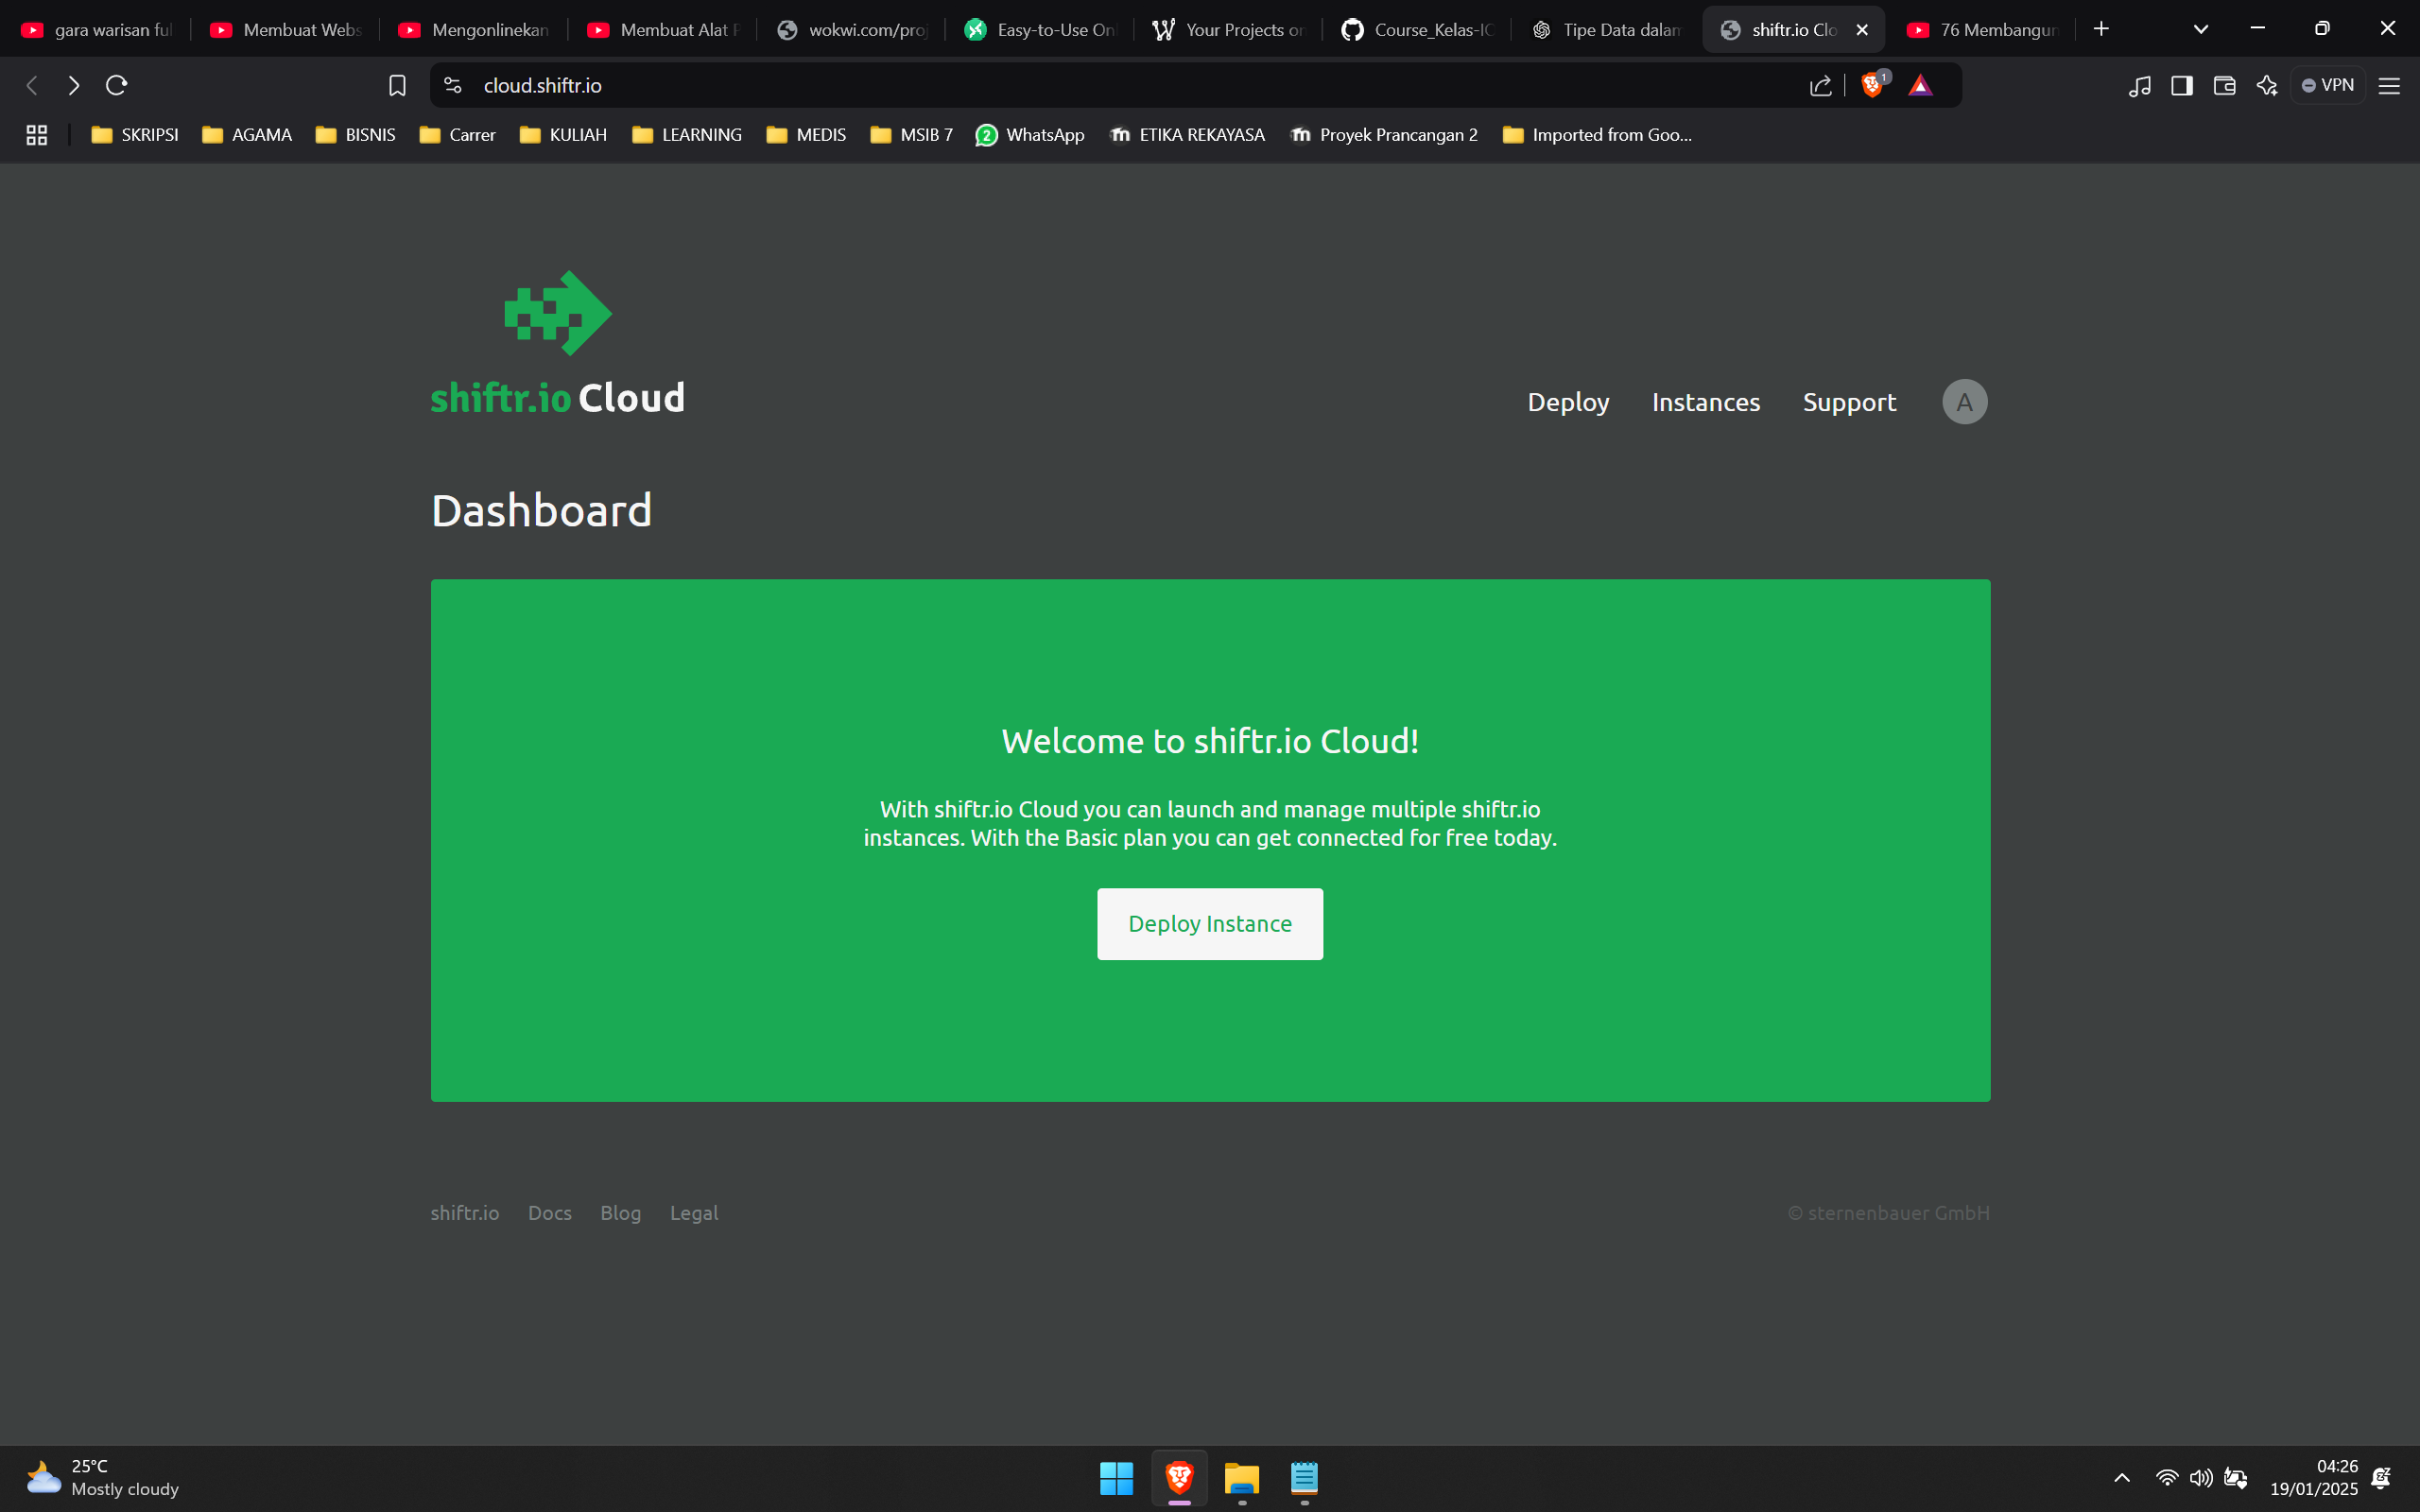 gara warisan ful
Membuat Webs
Mengonlinekan
Membuat Alat P
wokwi.com/proj
Easy-to-Use Onl
Your Projects on
Course_Kelas-IO
Tipe Data dalam
shiftr.io Clo
76 Membangun
cloud.shiftr.io
1
VPN
SKRIPSI
AGAMA
BISNIS
Carrer
KULIAH
LEARNING
MEDIS
MSIB 7
2
WhatsApp
ETIKA REKAYASA
Proyek Prancangan 2
Imported from Goo...
shiftr.io Cloud
Deploy
Instances
Support
A
Dashboard
Welcome to shiftr.io Cloud!
With shiftr.io Cloud you can launch and manage multiple shiftr.io
instances. With the Basic plan you can get connected for free today.
Deploy Instance
shiftr.io
Docs
Blog
Legal
© sternenbauer GmbH
25°C
Mostly cloudy
04:26
19/01/2025